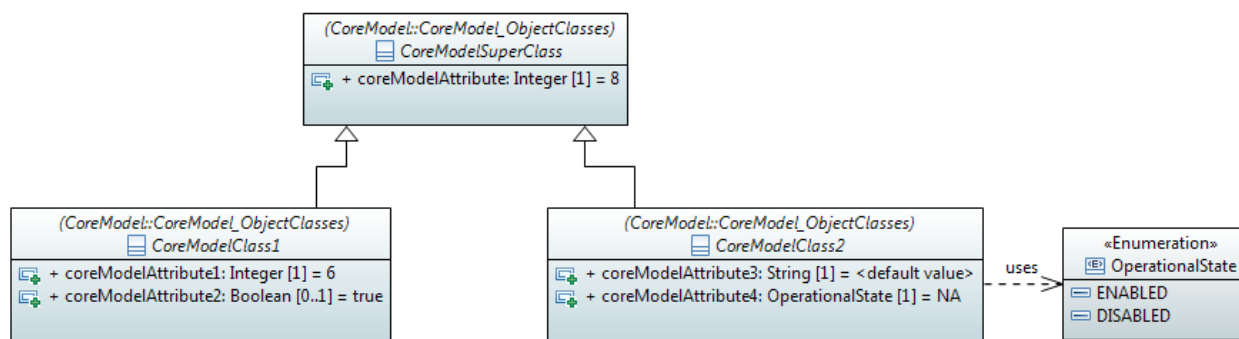 (CoreModel::CoreModel_ObjectClasses)
CoreModelSuperClass
+ coreModelAttribute: Integer [1] = 8
(CoreModel::CoreModel_ObjectClasses)
CoreModelClass1
+ coreModelAttribute1: Integer [1] = 6
+ coreModelAttribute2: Boolean [0..1] = true
(CoreModel::CoreModel_ObjectClasses)
CoreModelClass2
+ coreModelAttribute3: String [1] = <default value>
+ coreModelAttribute4: OperationalState [1] = NA
uses
«Enumeration»
<E> OperationalState
ENABLED
DISABLED